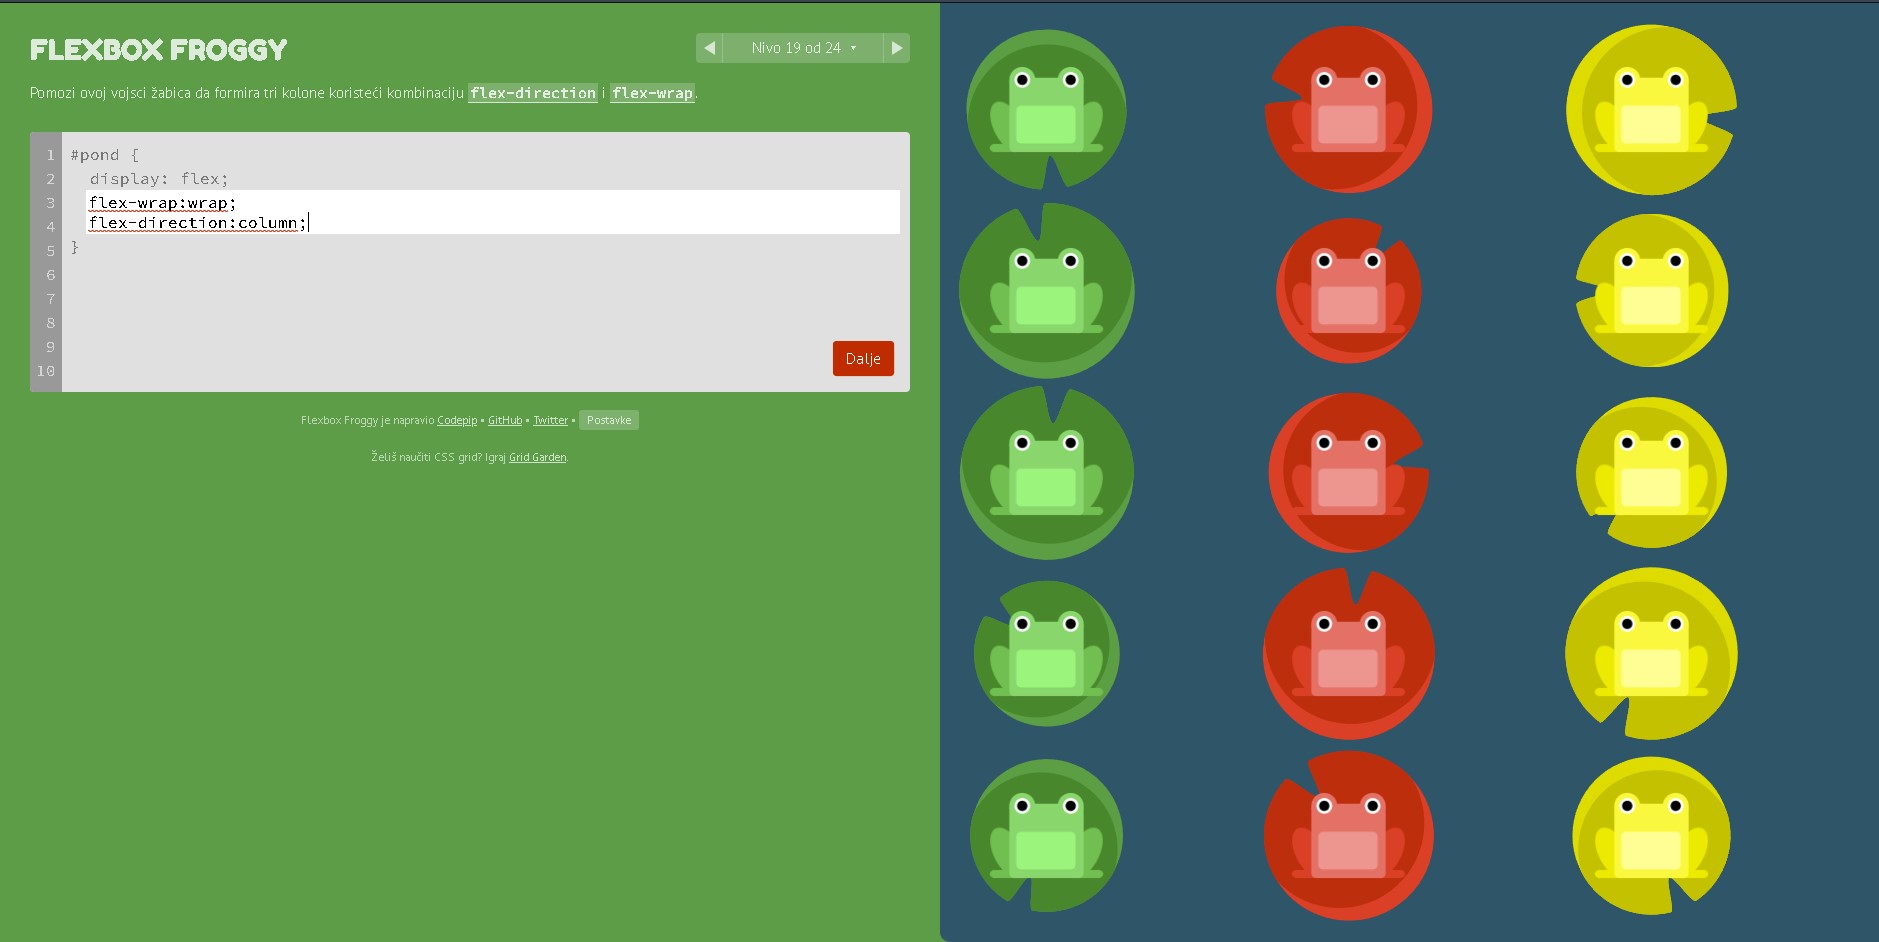 FLEXBOX FROGGY
◀ Nivo 19 od 24 ▾ ▶
Pomozi ovoj vojsci žabica da formira tri kolone koristeći kombinaciju flex-direction i flex-wrap.
1 #pond {
2 display: flex;
3 flex-wrap:wrap;
4 flex-direction:column;
5 }
6
7
8
9
10
Dalje
Flexbox Froggy je napravio Codepip • GitHub • Twitter • Postavke
Želiš naučiti CSS grid? Igraj Grid Garden.